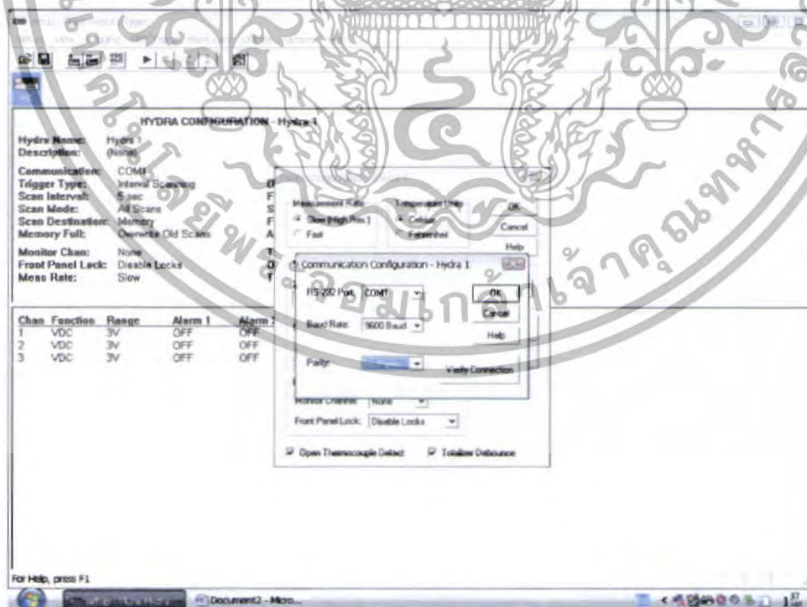 HYDRA CONFIGURATION - Hydra 1
Hydra Name: Hydra 1
Description: (None)
Communication: COM1
Trigger Type: Interval Scanning
Scan Interval: 5 sec
Scan Mode: All Scans
Scan Destination: Memory
Memory Full: Overwrite Old Scans
Monitor Chan: None
Front Panel Lock: Disable Locks
Meas Rate: Slow
Measurement Rate
Slow (High Res.)
Fast
Temperature Units
Celsius
Fahrenheit
OK
Cancel
Help
Communication Configuration - Hydra 1
RS-232 Port: COM1
Baud Rate: 9600 Baud
Parity:
OK
Cancel
Help
Verify Connection
Monitor Channel: None
Front Panel Lock: Disable Locks
Open Thermocouple Detect
Totalizer Debounce
Chan Function Range Alarm 1 Alarm
1 VDC 3V OFF OFF
2 VDC 3V OFF OFF
3 VDC 3V OFF OFF
For Help, press F1
Document2 - Micro...